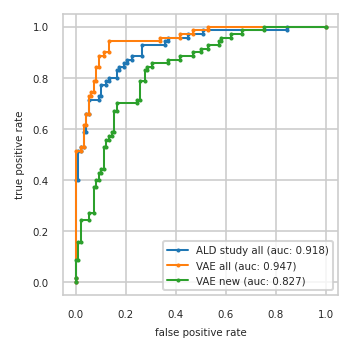 1.0
0.8
0.6
0.4
0.2
0.0
true positive rate
ALD study all (auc: 0.918)
VAE all (auc: 0.947)
VAE new (auc: 0.827)
0.0 0.2 0.4 0.6 0.8 1.0
false positive rate